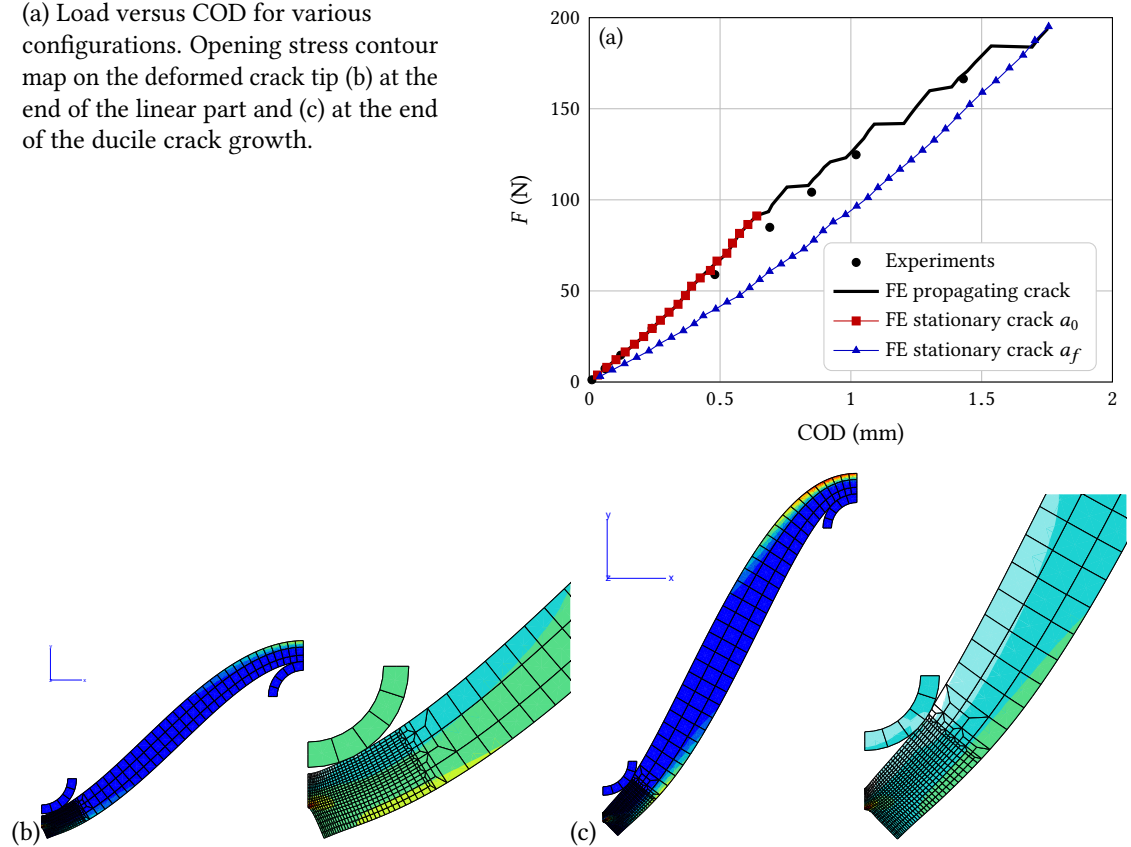 (a) Load versus COD for various
configurations. Opening stress contour
map on the deformed crack tip (b) at the
end of the linear part and (c) at the end
of the ductile crack growth.
(a)
200
150
100
50
0
F (N)
0
0.5
1
1.5
2
COD (mm)
Experiments
FE propagating crack
FE stationary crack a₀
FE stationary crack a_f
y
z
x
(b)
(c)